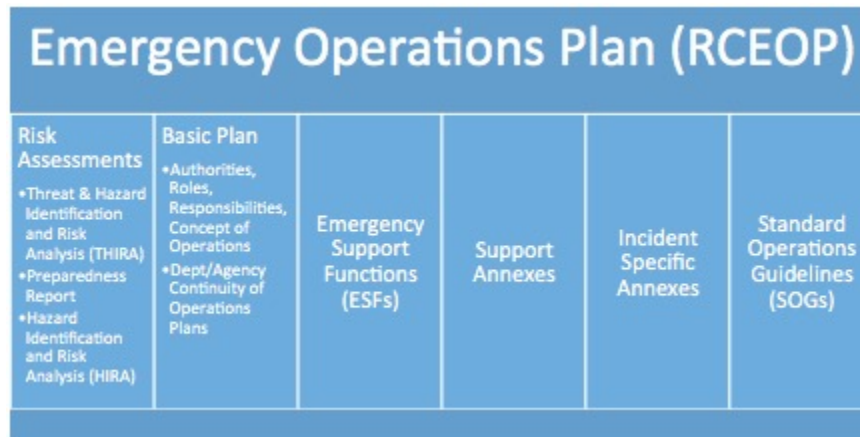 Emergency Operations Plan (RCEOP)
Risk
Assessments
•Threat & Hazard
Identification
and Risk
Analysis (THIRA)
•Preparedness
Report
•Hazard
Identification
and Risk
Analysis (HIRA)
Basic Plan
•Authorities,
Roles,
Responsibilities,
Concept of
Operations
•Dept/Agency
Continuity of
Operations
Plans
Emergency
Support
Functions
(ESFs)
Support
Annexes
Incident
Specific
Annexes
Standard
Operations
Guidelines
(SOGs)